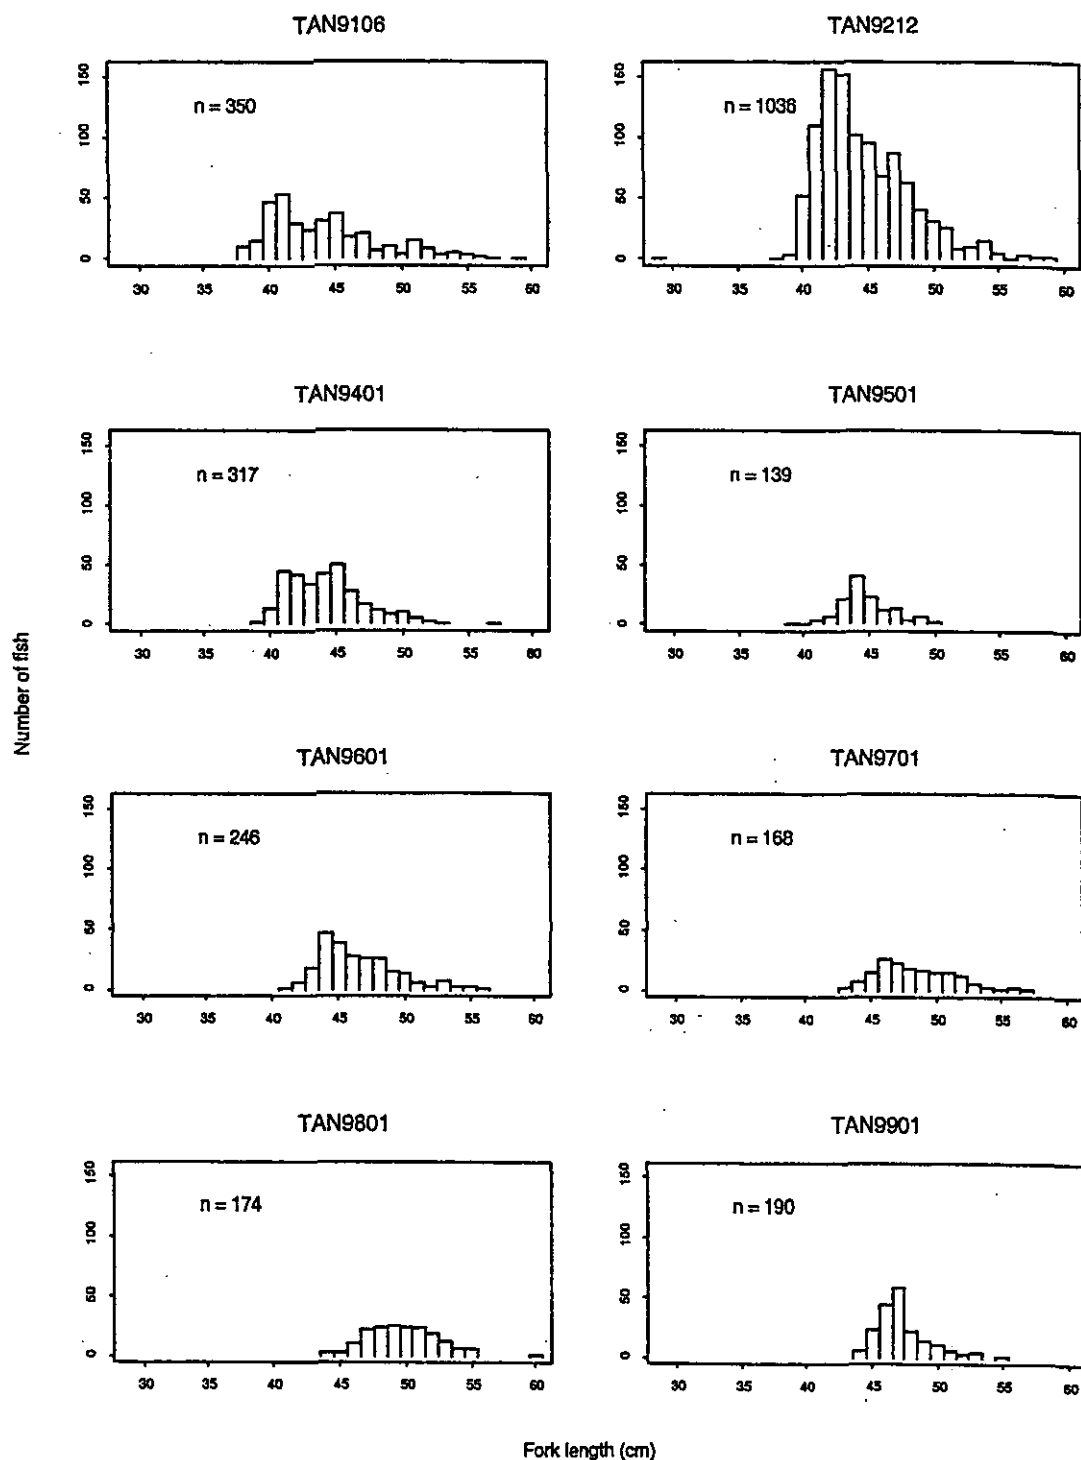 TAN9106
TAN9212
150
100
50
0
n = 350
30 35 40 45 50 55 60
150
100
50
0
n = 1036
30 35 40 45 50 55 60
TAN9401
TAN9501
150
100
50
0
n = 317
30 35 40 45 50 55 60
150
100
50
0
n = 139
30 35 40 45 50 55 60
Number of fish
TAN9601
TAN9701
150
100
50
0
n = 246
30 35 40 45 50 55 60
150
100
50
0
n = 168
30 35 40 45 50 55 60
TAN9801
TAN9901
150
100
50
0
n = 174
30 35 40 45 50 55 60
150
100
50
0
n = 190
30 35 40 45 50 55 60
Fork length (cm)